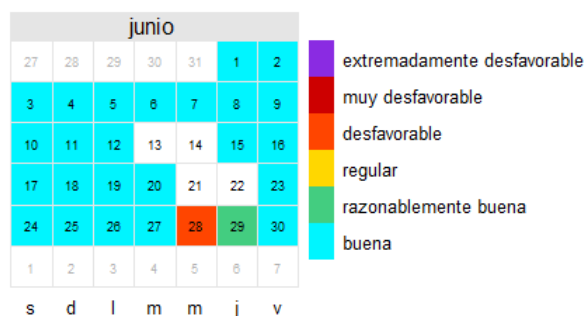 junio
27 28 29 30 31 1 2
3 4 5 6 7 8 9
10 11 12 13 14 15 16
17 18 19 20 21 22 23
24 25 26 27 28 29 30
1 2 3 4 5 6 7
s d l m m j v
extremadamente desfavorable
muy desfavorable
desfavorable
regular
razonablemente buena
buena